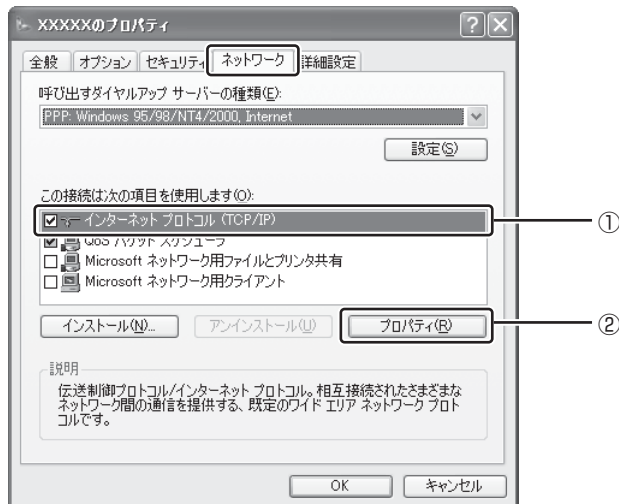 XXXXXのプロパティ
全般 オプション セキュリティ ネットワーク 詳細設定
呼び出すダイヤルアップ サーバーの種類(E):
PPP: Windows 95/98/NT4/2000, Internet
設定(S)
この接続は次の項目を使用します(O):
インターネット プロトコル (TCP/IP)
①
QoS パケット スケジューラ
Microsoft ネットワーク用ファイルとプリンタ共有
Microsoft ネットワーク用クライアント
インストール(N)... アンインストール(U) プロパティ(R)
②
説明
伝送制御プロトコル/インターネット プロトコル。相互接続されたさまざまな
ネットワーク間の通信を提供する、既定のワイド エリア ネットワーク プロト
コルです。
OK キャンセル